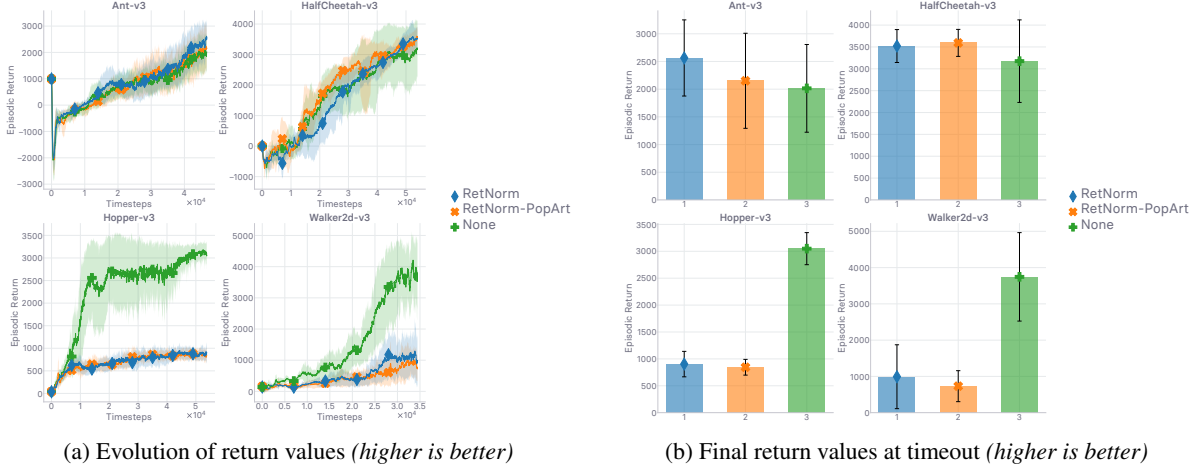 Ant-v3
Episodic Return
3000
2000
1000
0
−1000
−2000
−3000
0 1 2 3 4
Timesteps ×10⁴
HalfCheetah-v3
Episodic Return
4000
3000
2000
1000
0
−1000
0 1 2 3 4 5
Timesteps ×10⁴
Hopper-v3
Episodic Return
3500
3000
2500
2000
1500
1000
500
0
0 1 2 3 4 5
Timesteps ×10⁴
Walker2d-v3
Episodic Return
5000
4000
3000
2000
1000
0
0.0 0.5 1.0 1.5 2.0 2.5 3.0 3.5
Timesteps ×10⁴
RetNorm
RetNorm-PopArt
None
(a) Evolution of return values (higher is better)
Ant-v3
Episodic Return
3000
2500
2000
1500
1000
500
0
1 2 3
HalfCheetah-v3
Episodic Return
4000
3500
3000
2500
2000
1500
1000
500
0
1 2 3
Hopper-v3
Episodic Return
3500
3000
2500
2000
1500
1000
500
0
1 2 3
Walker2d-v3
Episodic Return
5000
4000
3000
2000
1000
0
1 2 3
RetNorm
RetNorm-PopArt
None
(b) Final return values at timeout (higher is better)